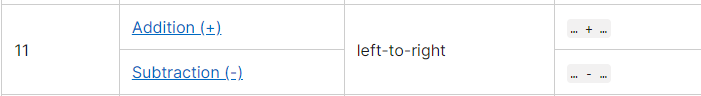 11
Addition (+)
left-to-right
… + …
Subtraction (-)
… - …